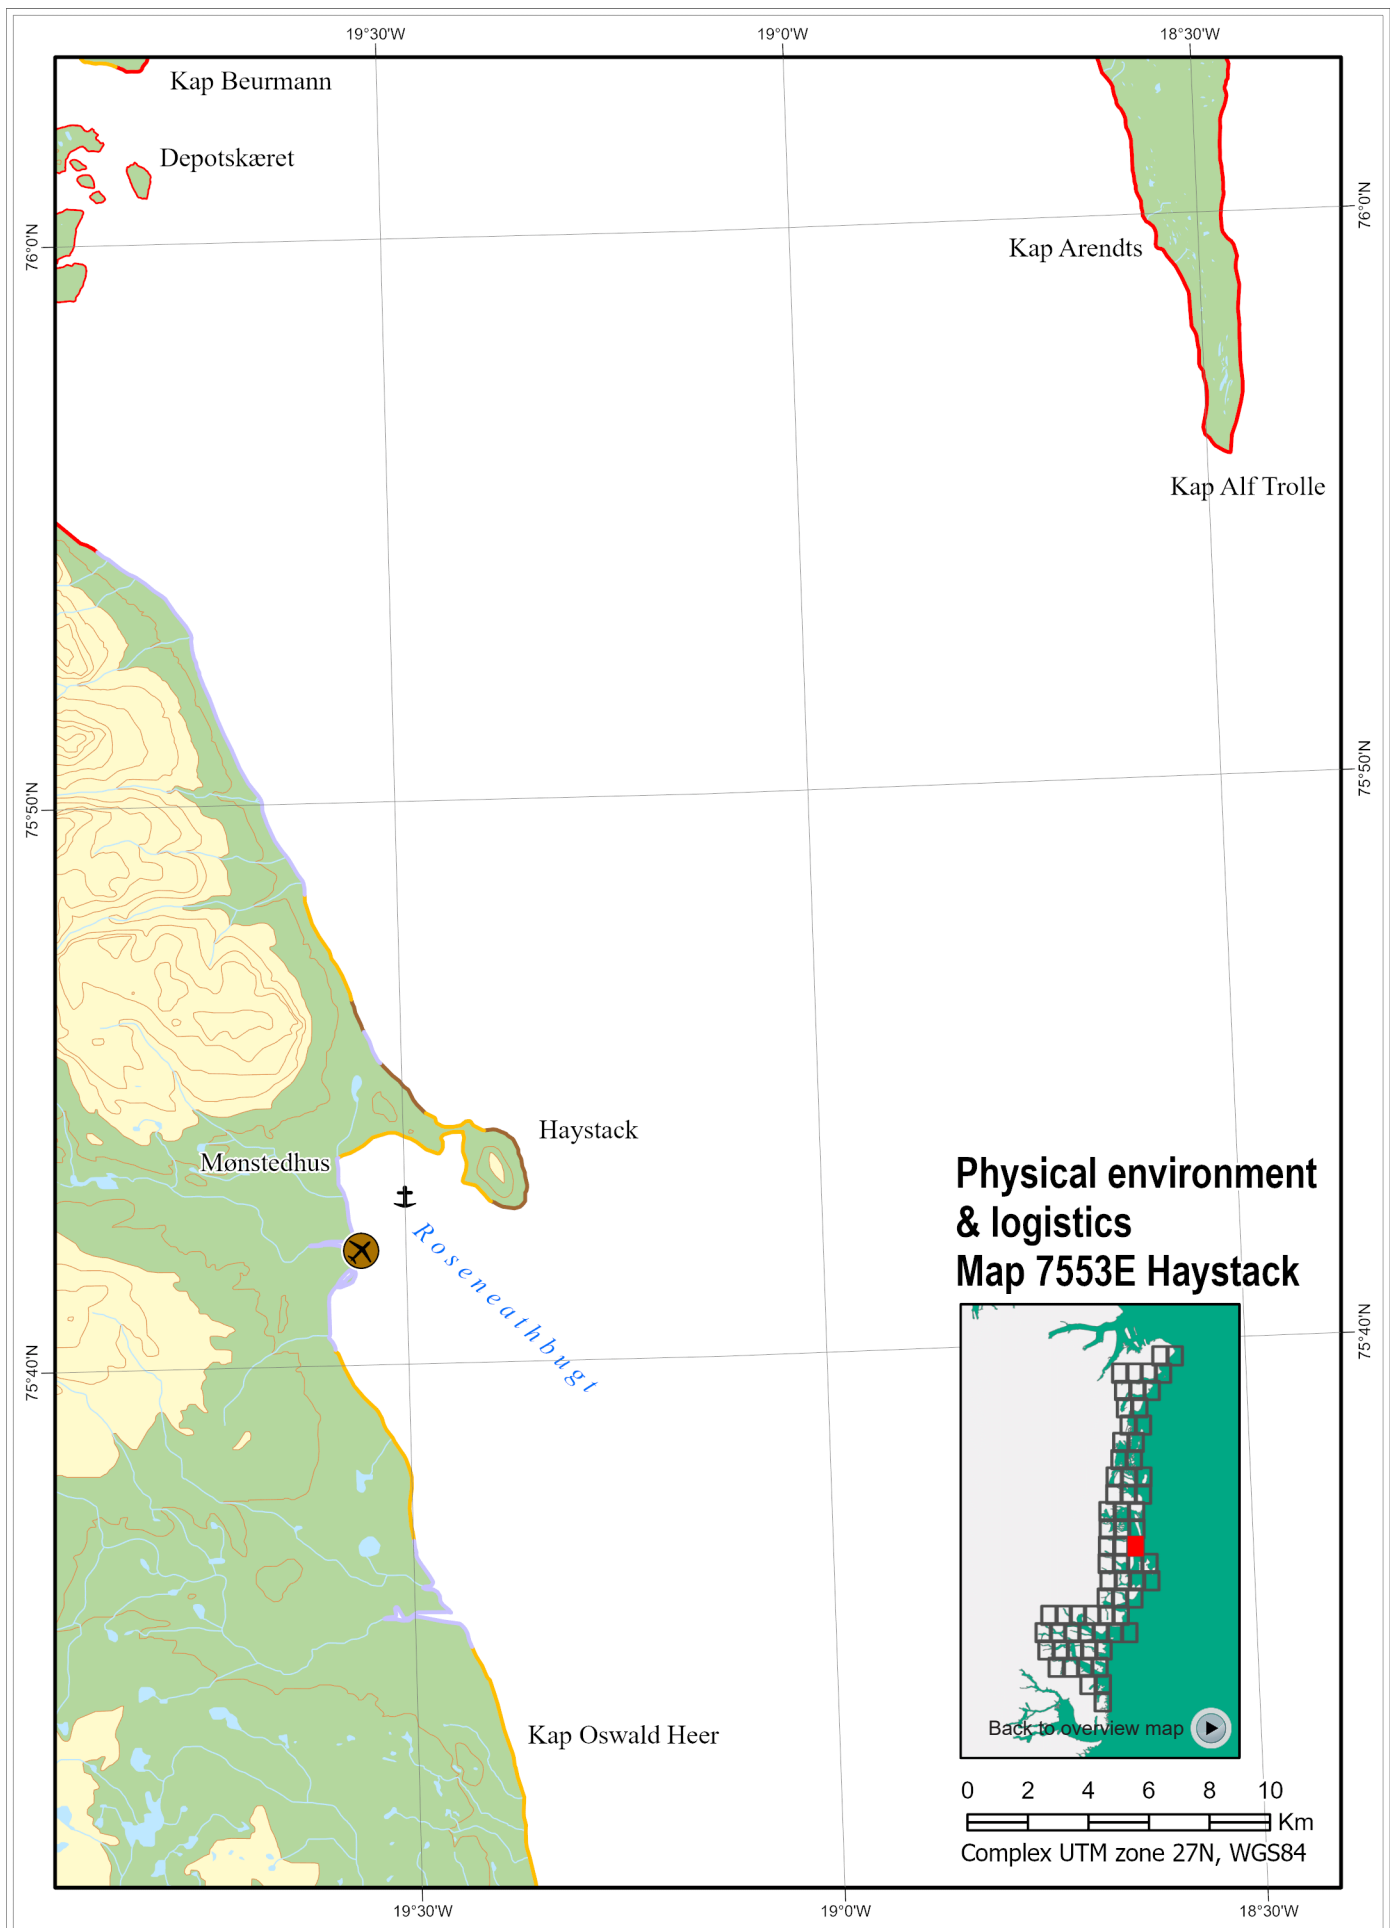 19°30'W 19°0'W 18°30'W
Kap Beurmann
Depotskæret
76°0'N
76°0'N
Kap Arendts
Kap Alf Trolle
75°50'N
75°50'N
Haystack
Mønstedhus
Roseneathbugt
Physical environment
& logistics
Map 7553E Haystack
75°40'N
75°40'N
Kap Oswald Heer
Back to overview map
0 2 4 6 8 10
Km
Complex UTM zone 27N, WGS84
19°30'W 19°0'W 18°30'W